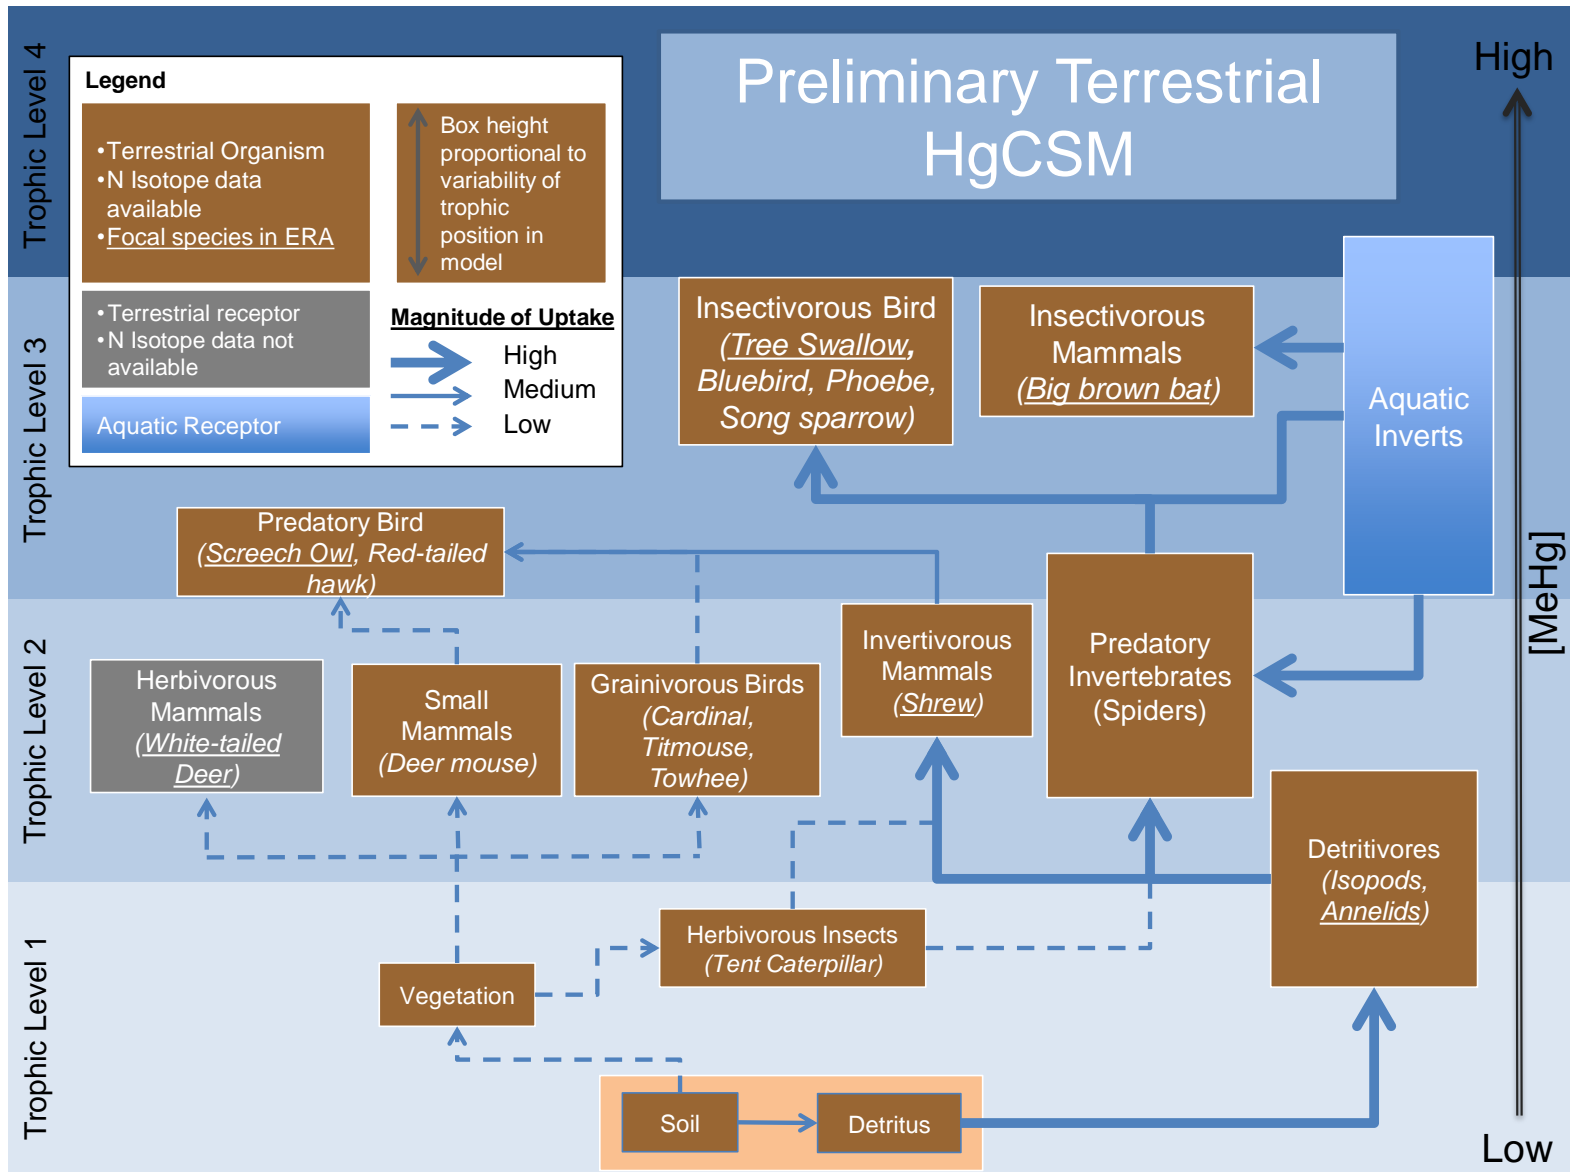 Trophic Level 4
Trophic Level 3
Trophic Level 2
Trophic Level 1
Legend
•Terrestrial Organism
•N Isotope data
available
•Focal species in ERA
Box height
proportional to
variability of
trophic
position in
model
• Terrestrial receptor
• N Isotope data not
available
Aquatic Receptor
Magnitude of Uptake
High
Medium
Low
Preliminary Terrestrial
HgCSM
High
[MeHg]
Low
Insectivorous Bird
(Tree Swallow,
Bluebird, Phoebe,
Song sparrow)
Insectivorous
Mammals
(Big brown bat)
Aquatic
Inverts
Predatory Bird
(Screech Owl, Red-tailed
hawk)
Herbivorous
Mammals
(White-tailed
Deer)
Small
Mammals
(Deer mouse)
Grainivorous Birds
(Cardinal,
Titmouse,
Towhee)
Invertivorous
Mammals
(Shrew)
Predatory
Invertebrates
(Spiders)
Detritivores
(Isopods,
Annelids)
Herbivorous Insects
(Tent Caterpillar)
Vegetation
Soil
Detritus